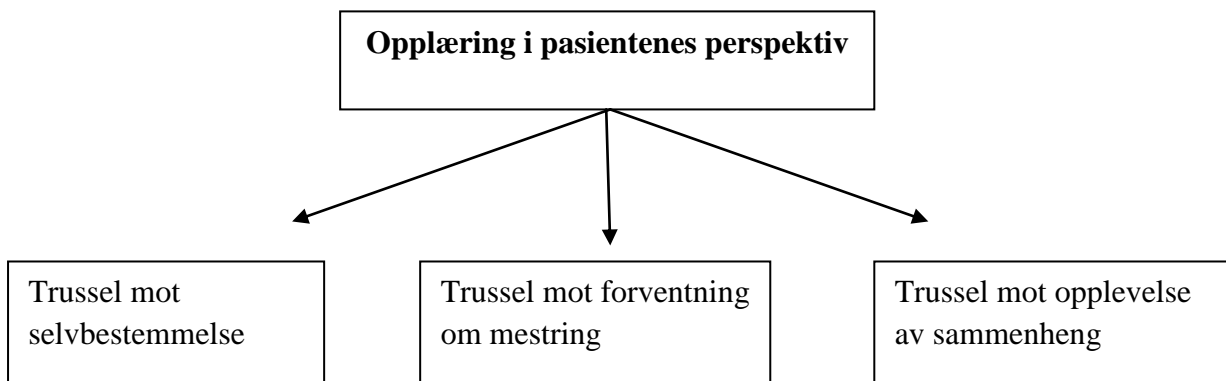 Opplæring i pasientenes perspektiv
Trussel mot
selvbestemmelse
Trussel mot forventning
om mestring
Trussel mot opplevelse
av sammenheng